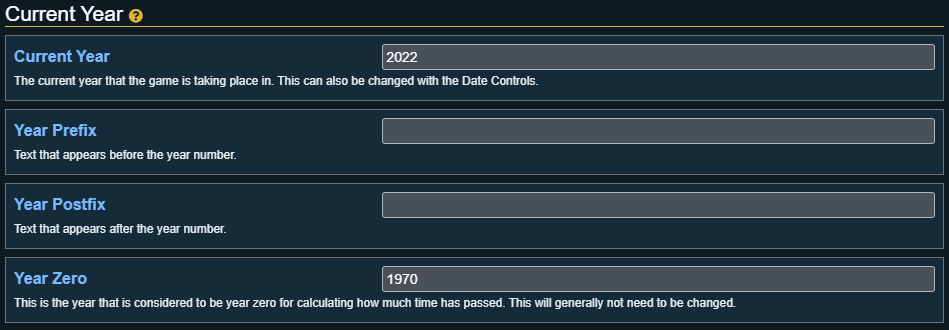 Current Year ?
Current Year 2022
The current year that the game is taking place in. This can also be changed with the Date Controls.
Year Prefix
Text that appears before the year number.
Year Postfix
Text that appears after the year number.
Year Zero 1970
This is the year that is considered to be year zero for calculating how much time has passed. This will generally not need to be changed.